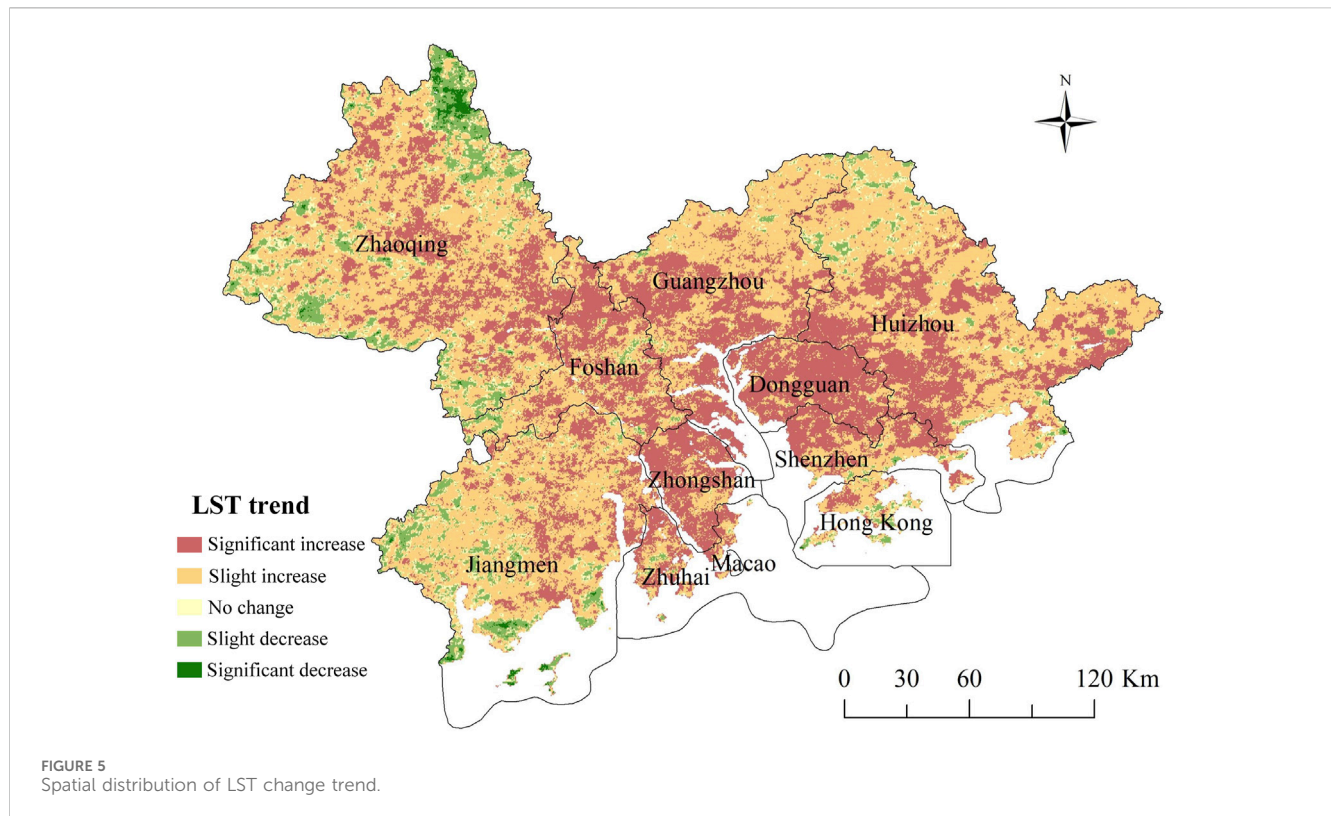 N
Zhaoqing
Guangzhou
Huizhou
Foshan
Dongguan
Shenzhen
Zhongshan
Hong Kong
Jiangmen
Zhuhai
Macao
LST trend
Significant increase
Slight increase
No change
Slight decrease
Significant decrease
0 30 60 120 Km
FIGURE 5
Spatial distribution of LST change trend.